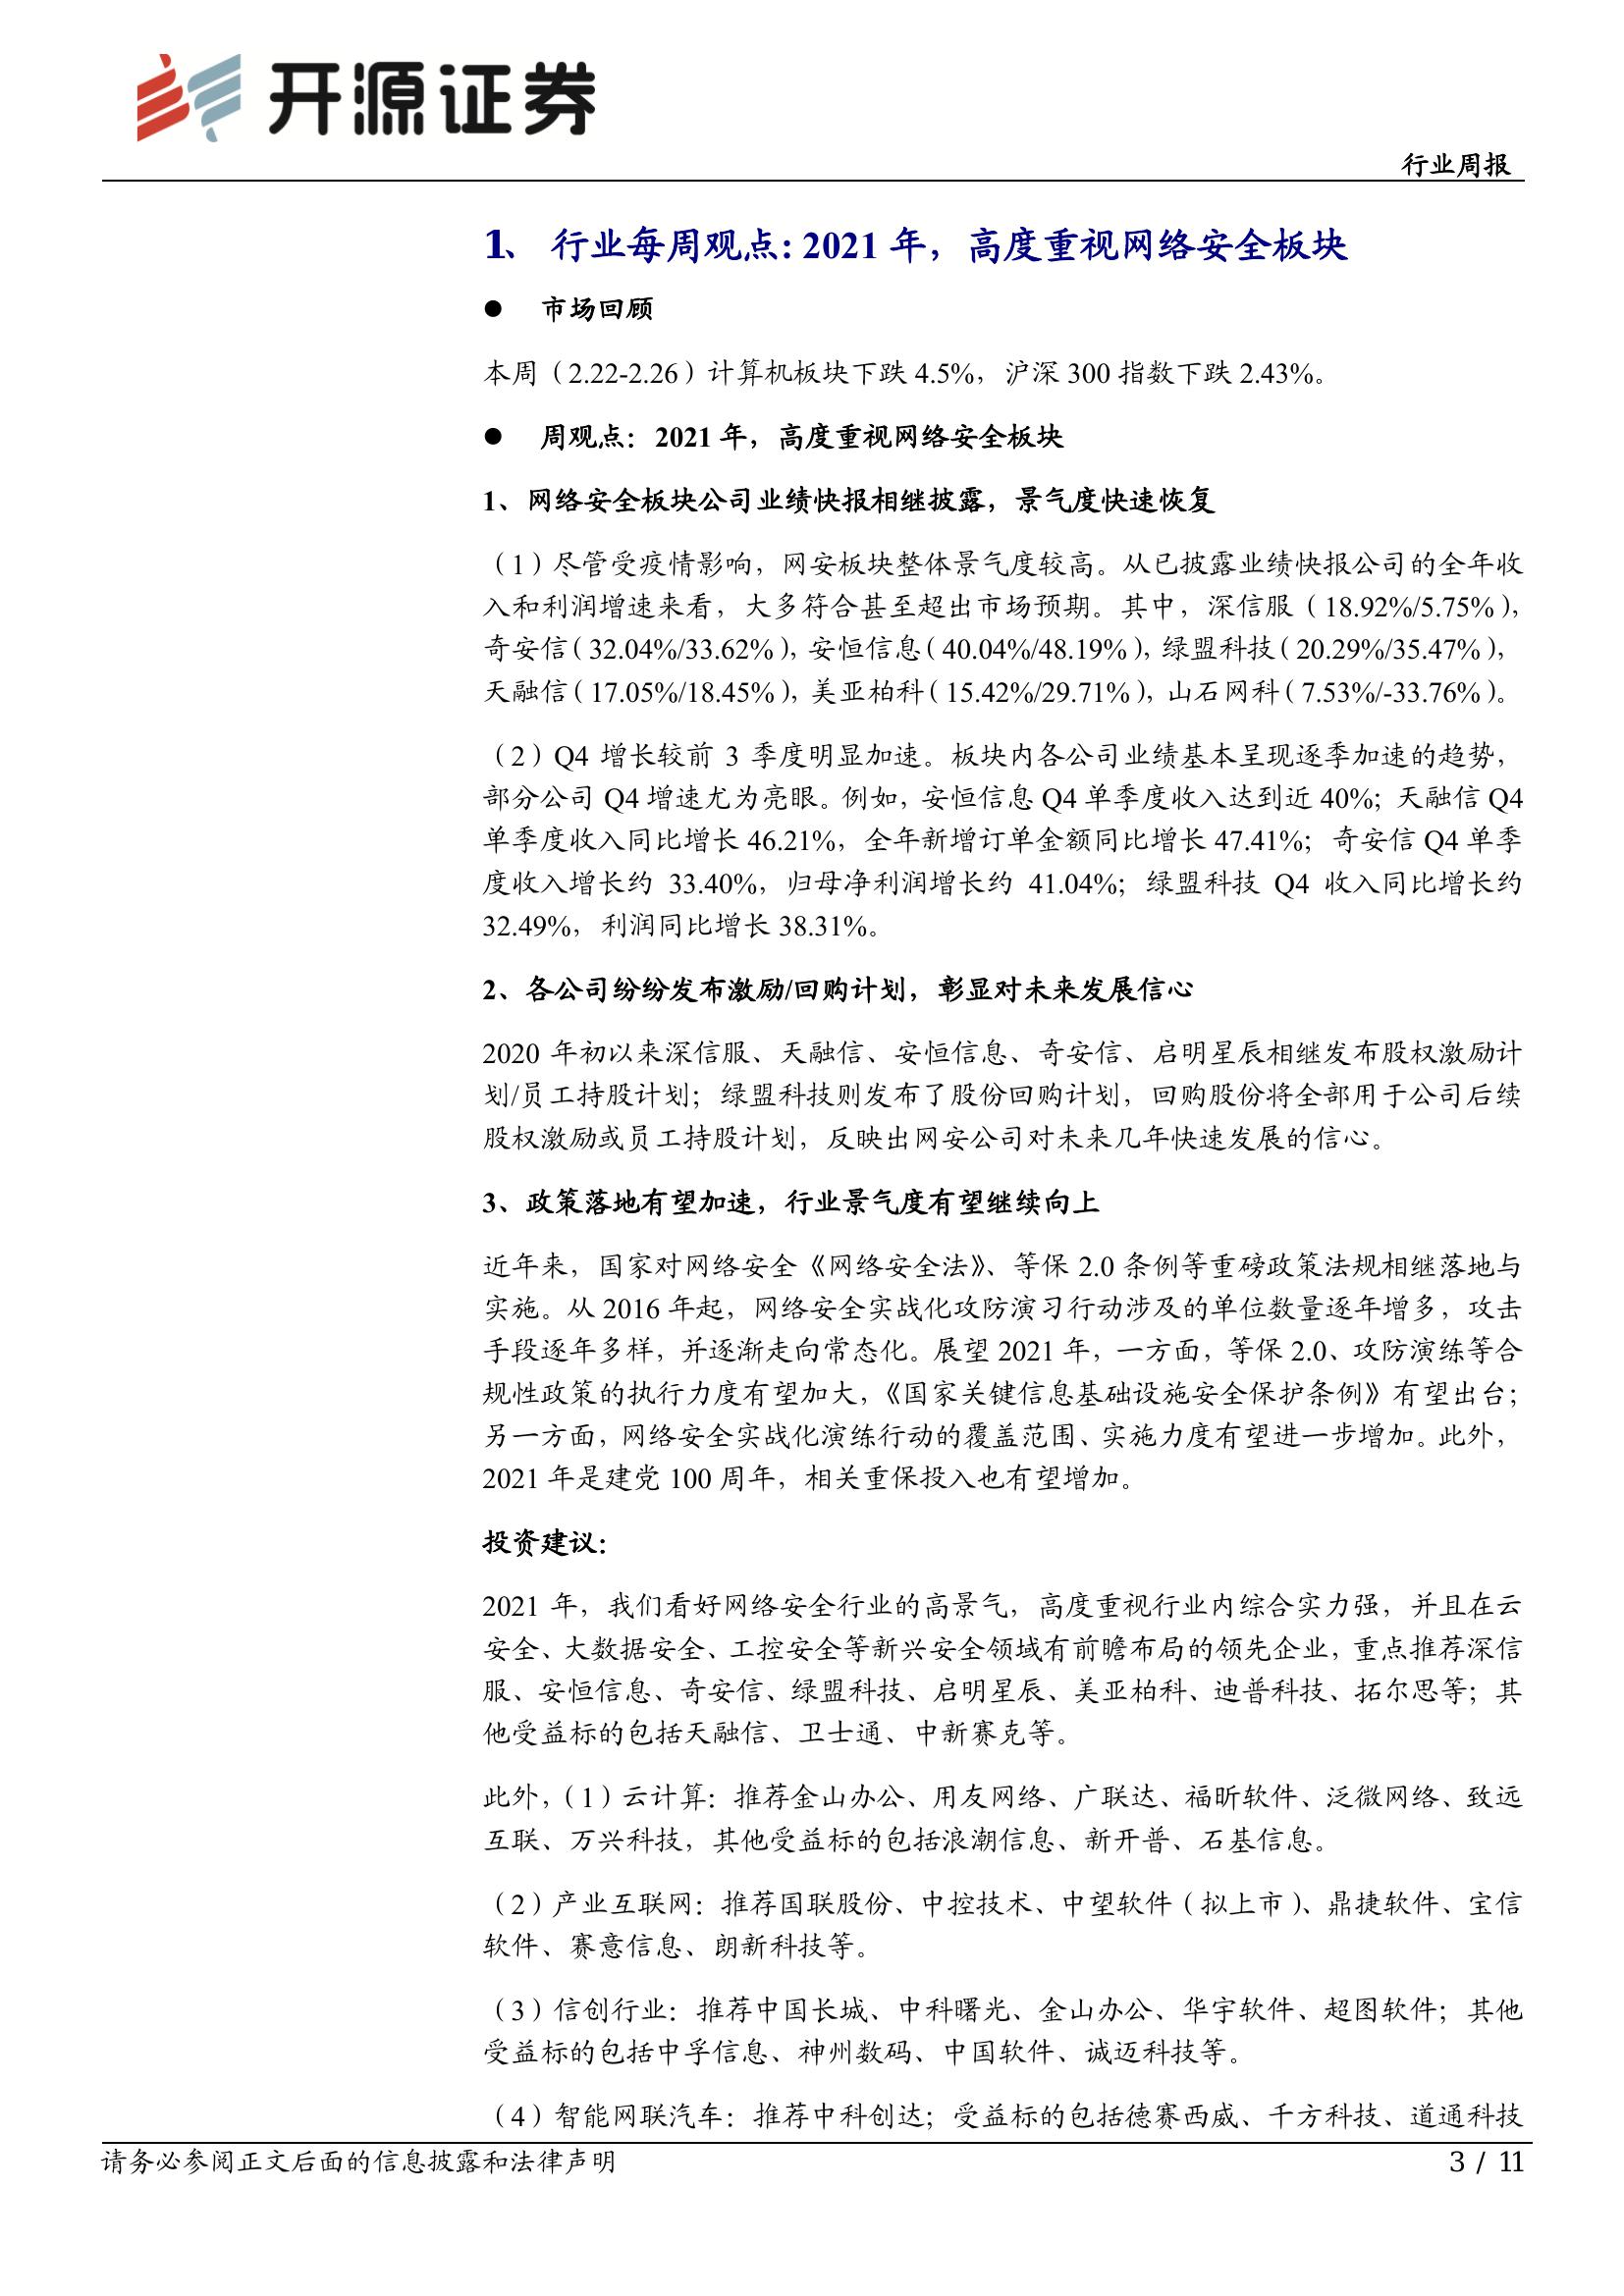 开源证券
行业周报
1、 行业每周观点：2021 年，高度重视网络安全板块
● 市场回顾
本周（2.22-2.26）计算机板块下跌 4.5%，沪深 300 指数下跌 2.43%。
● 周观点：2021 年，高度重视网络安全板块
1、网络安全板块公司业绩快报相继披露，景气度快速恢复
（1）尽管受疫情影响，网安板块整体景气度较高。从已披露业绩快报公司的全年收
入和利润增速来看，大多符合甚至超出市场预期。其中，深信服（18.92%/5.75%），
奇安信（32.04%/33.62%），安恒信息（40.04%/48.19%），绿盟科技（20.29%/35.47%），
天融信（17.05%/18.45%），美亚柏科（15.42%/29.71%），山石网科（7.53%/-33.76%）。
（2）Q4 增长较前 3 季度明显加速。板块内各公司业绩基本呈现逐季加速的趋势，
部分公司 Q4 增速尤为亮眼。例如，安恒信息 Q4 单季度收入达到近 40%；天融信 Q4
单季度收入同比增长 46.21%，全年新增订单金额同比增长 47.41%；奇安信 Q4 单季
度收入增长约 33.40%，归母净利润增长约 41.04%；绿盟科技 Q4 收入同比增长约
32.49%，利润同比增长 38.31%。
2、各公司纷纷发布激励/回购计划，彰显对未来发展信心
2020 年初以来深信服、天融信、安恒信息、奇安信、启明星辰相继发布股权激励计
划/员工持股计划；绿盟科技则发布了股份回购计划，回购股份将全部用于公司后续
股权激励或员工持股计划，反映出网安公司对未来几年快速发展的信心。
3、政策落地有望加速，行业景气度有望继续向上
近年来，国家对网络安全《网络安全法》、等保 2.0 条例等重磅政策法规相继落地与
实施。从 2016 年起，网络安全实战化攻防演习行动涉及的单位数量逐年增多，攻击
手段逐年多样，并逐渐走向常态化。展望 2021 年，一方面，等保 2.0、攻防演练等合
规性政策的执行力度有望加大，《国家关键信息基础设施安全保护条例》有望出台；
另一方面，网络安全实战化演练行动的覆盖范围、实施力度有望进一步增加。此外，
2021 年是建党 100 周年，相关重保投入也有望增加。
投资建议：
2021 年，我们看好网络安全行业的高景气，高度重视行业内综合实力强，并且在云
安全、大数据安全、工控安全等新兴安全领域有前瞻布局的领先企业，重点推荐深信
服、安恒信息、奇安信、绿盟科技、启明星辰、美亚柏科、迪普科技、拓尔思等；其
他受益标的包括天融信、卫士通、中新赛克等。
此外，（1）云计算：推荐金山办公、用友网络、广联达、福昕软件、泛微网络、致远
互联、万兴科技，其他受益标的包括浪潮信息、新开普、石基信息。
（2）产业互联网：推荐国联股份、中控技术、中望软件（拟上市）、鼎捷软件、宝信
软件、赛意信息、朗新科技等。
（3）信创行业：推荐中国长城、中科曙光、金山办公、华宇软件、超图软件；其他
受益标的包括中孚信息、神州数码、中国软件、诚迈科技等。
（4）智能网联汽车：推荐中科创达；受益标的包括德赛西威、千方科技、道通科技
请务必参阅正文后面的信息披露和法律声明
3 / 11